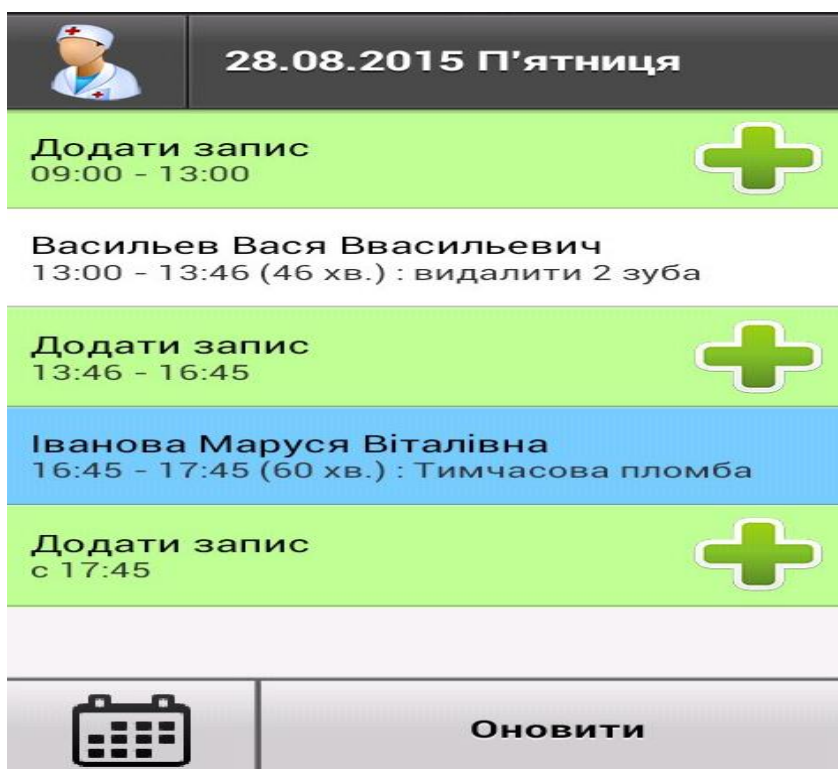 28.08.2015 П'ятниця
Додати запис
09:00 - 13:00
Васильев Вася Ввасильевич
13:00 - 13:46 (46 хв.) : видалити 2 зуба
Додати запис
13:46 - 16:45
Іванова Маруся Віталівна
16:45 - 17:45 (60 хв.) : Тимчасова пломба
Додати запис
с 17:45
Оновити